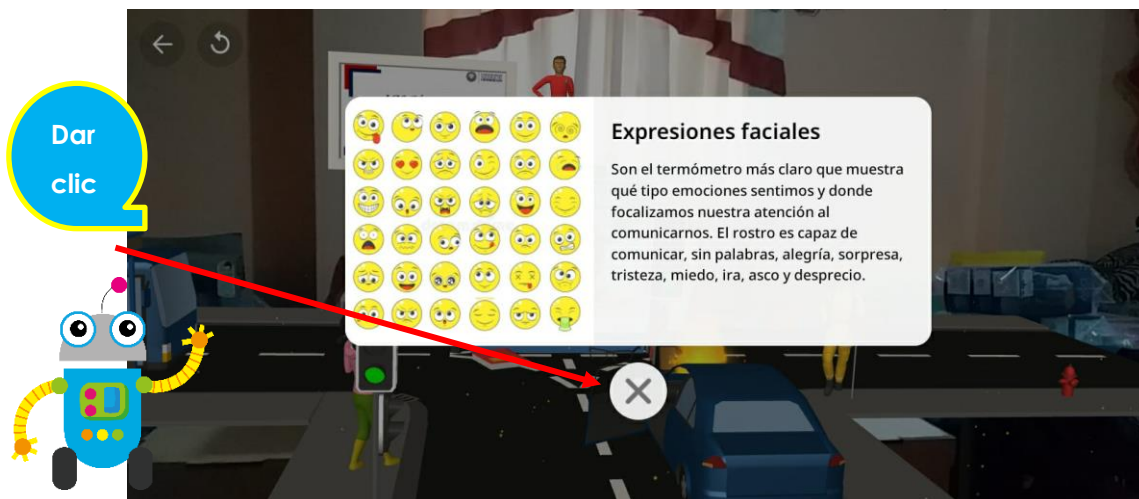 Dar
clic
Expresiones faciales
Son el termómetro más claro que muestra
qué tipo emociones sentimos y donde
focalizamos nuestra atención al
comunicarnos. El rostro es capaz de
comunicar, sin palabras, alegría, sorpresa,
tristeza, miedo, ira, asco y desprecio.